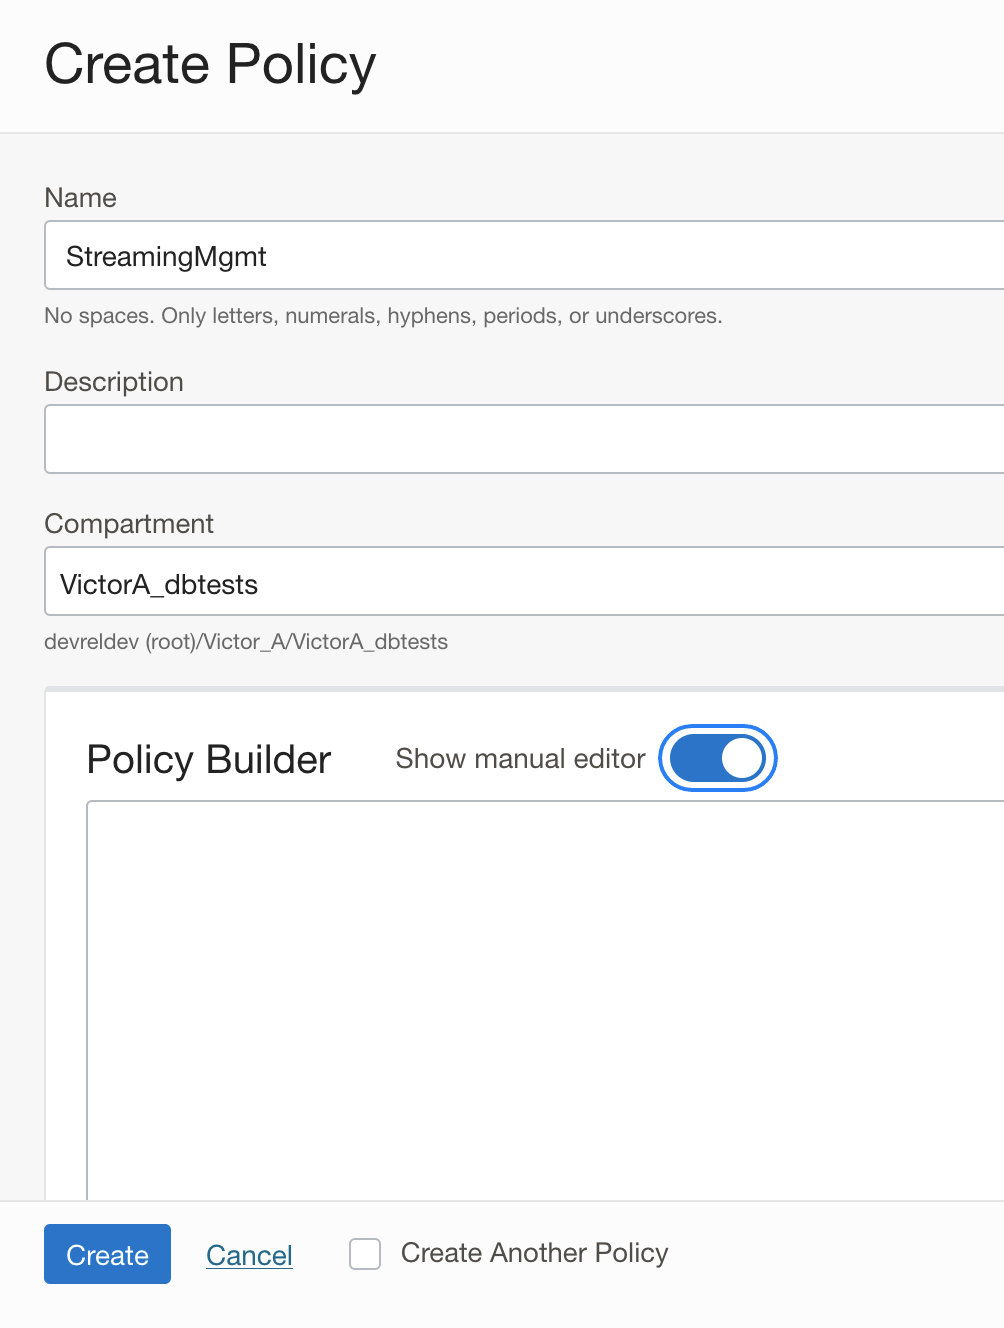 Create Policy
Name
StreamingMgmt
No spaces. Only letters, numerals, hyphens, periods, or underscores.
Description
Compartment
VictorA_dbtests
devreldev (root)/Victor_A/VictorA_dbtests
Policy Builder Show manual editor
Create Cancel Create Another Policy